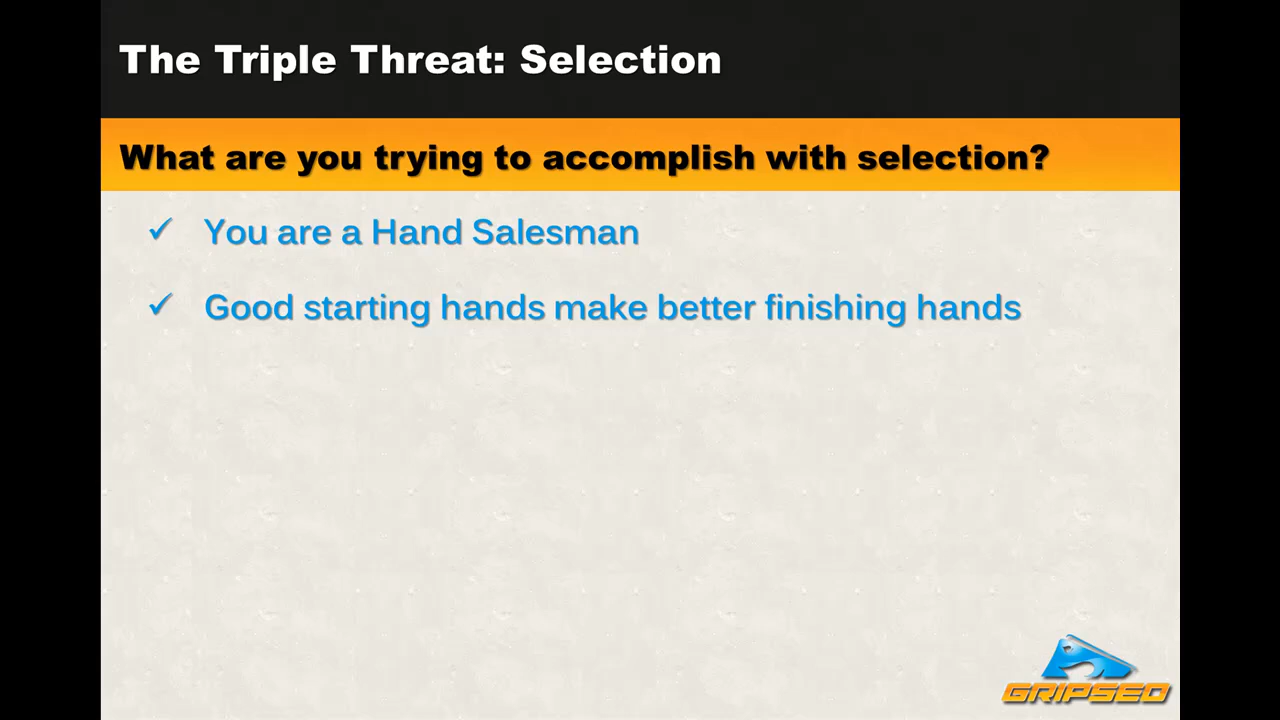 The Triple Threat: Selection
What are you trying to accomplish with selection?
✓ You are a Hand Salesman
✓ Good starting hands make better finishing hands
GRIPSED